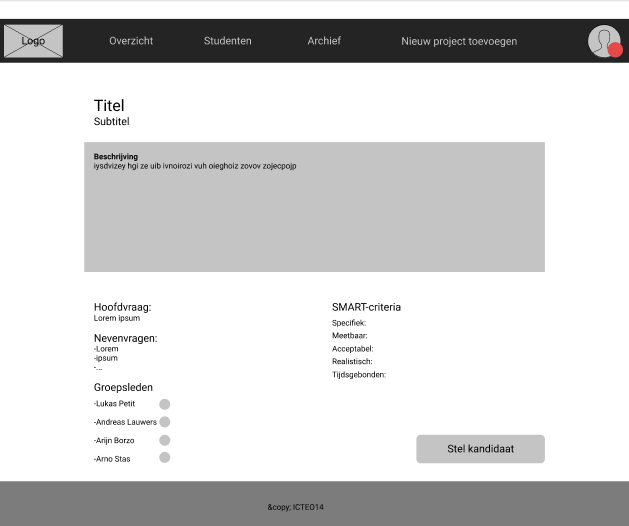 Logo
Overzicht
Studenten
Archief
Nieuw project toevoegen
Titel
Subtitel
Beschrijving
iysdvizey hgi ze uib ivnoirozi vuh oieghoiz zovov zojecpojp
Hoofdvraag:
Lorem ipsum
Nevenvragen:
-Lorem
-ipsum
-...
Groepsleden
-Lukas Petit
-Andreas Lauwers
-Arijn Borzo
-Arno Stas
SMART-criteria
Specifiek:
Meetbaar:
Acceptabel:
Realistisch:
Tijdsgebonden:
Stel kandidaat
&copy; ICTEO14